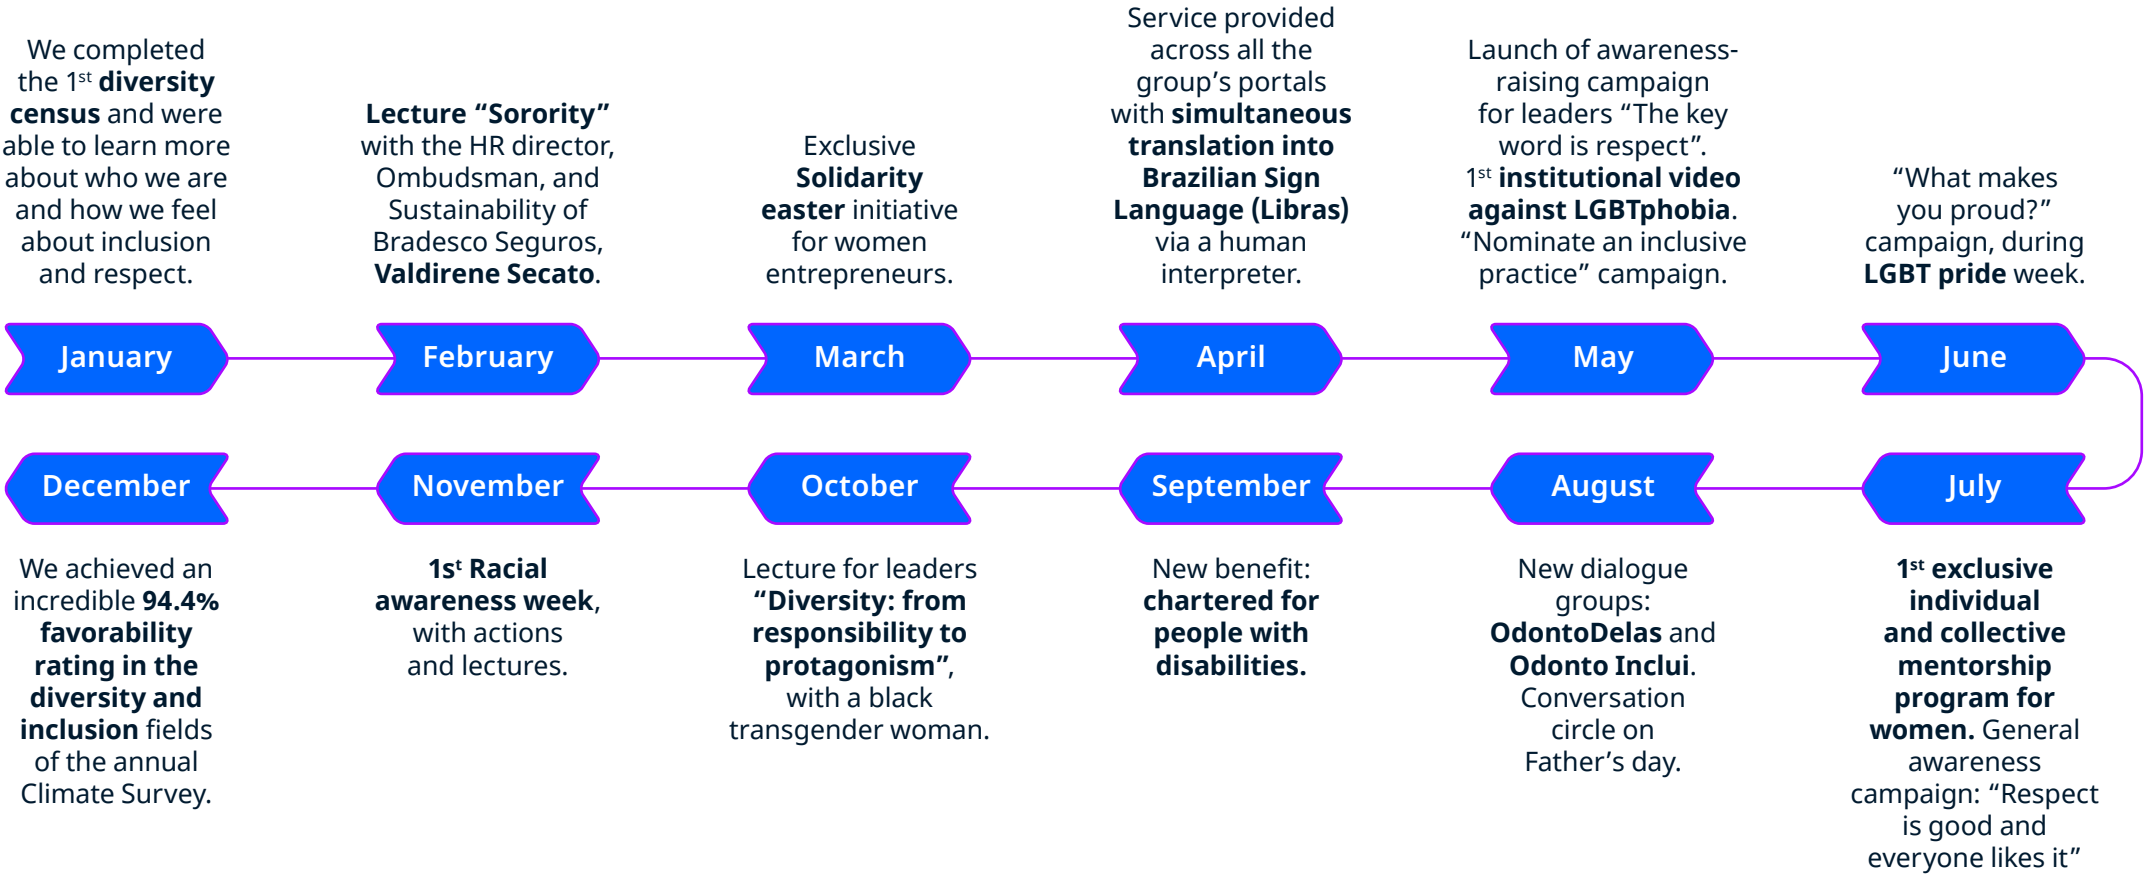 We completed
the 1st diversity
census and were
able to learn more
about who we are
and how we feel
about inclusion
and respect.
Lecture “Sorority”
with the HR director,
Ombudsman, and
Sustainability of
Bradesco Seguros,
Valdirene Secato.
Exclusive
Solidarity
easter initiative
for women
entrepreneurs.
Service provided
across all the
group’s portals
with simultaneous
translation into
Brazilian Sign
Language (Libras)
via a human
interpreter.
Launch of awareness-
raising campaign
for leaders “The key
word is respect”.
1st institutional video
against LGBTphobia.
“Nominate an inclusive
practice” campaign.
“What makes
you proud?”
campaign, during
LGBT pride week.
January
February
March
April
May
June
July
August
September
October
November
December
1st exclusive
individual
and collective
mentorship
program for
women. General
awareness
campaign: “Respect
is good and
everyone likes it”
New dialogue
groups:
OdontoDelas and
Odonto Inclui.
Conversation
circle on
Father’s day.
New benefit:
chartered for
people with
disabilities.
Lecture for leaders
“Diversity: from
responsibility to
protagonism”,
with a black
transgender woman.
1st Racial
awareness week,
with actions
and lectures.
We achieved an
incredible 94.4%
favorability
rating in the
diversity and
inclusion fields
of the annual
Climate Survey.